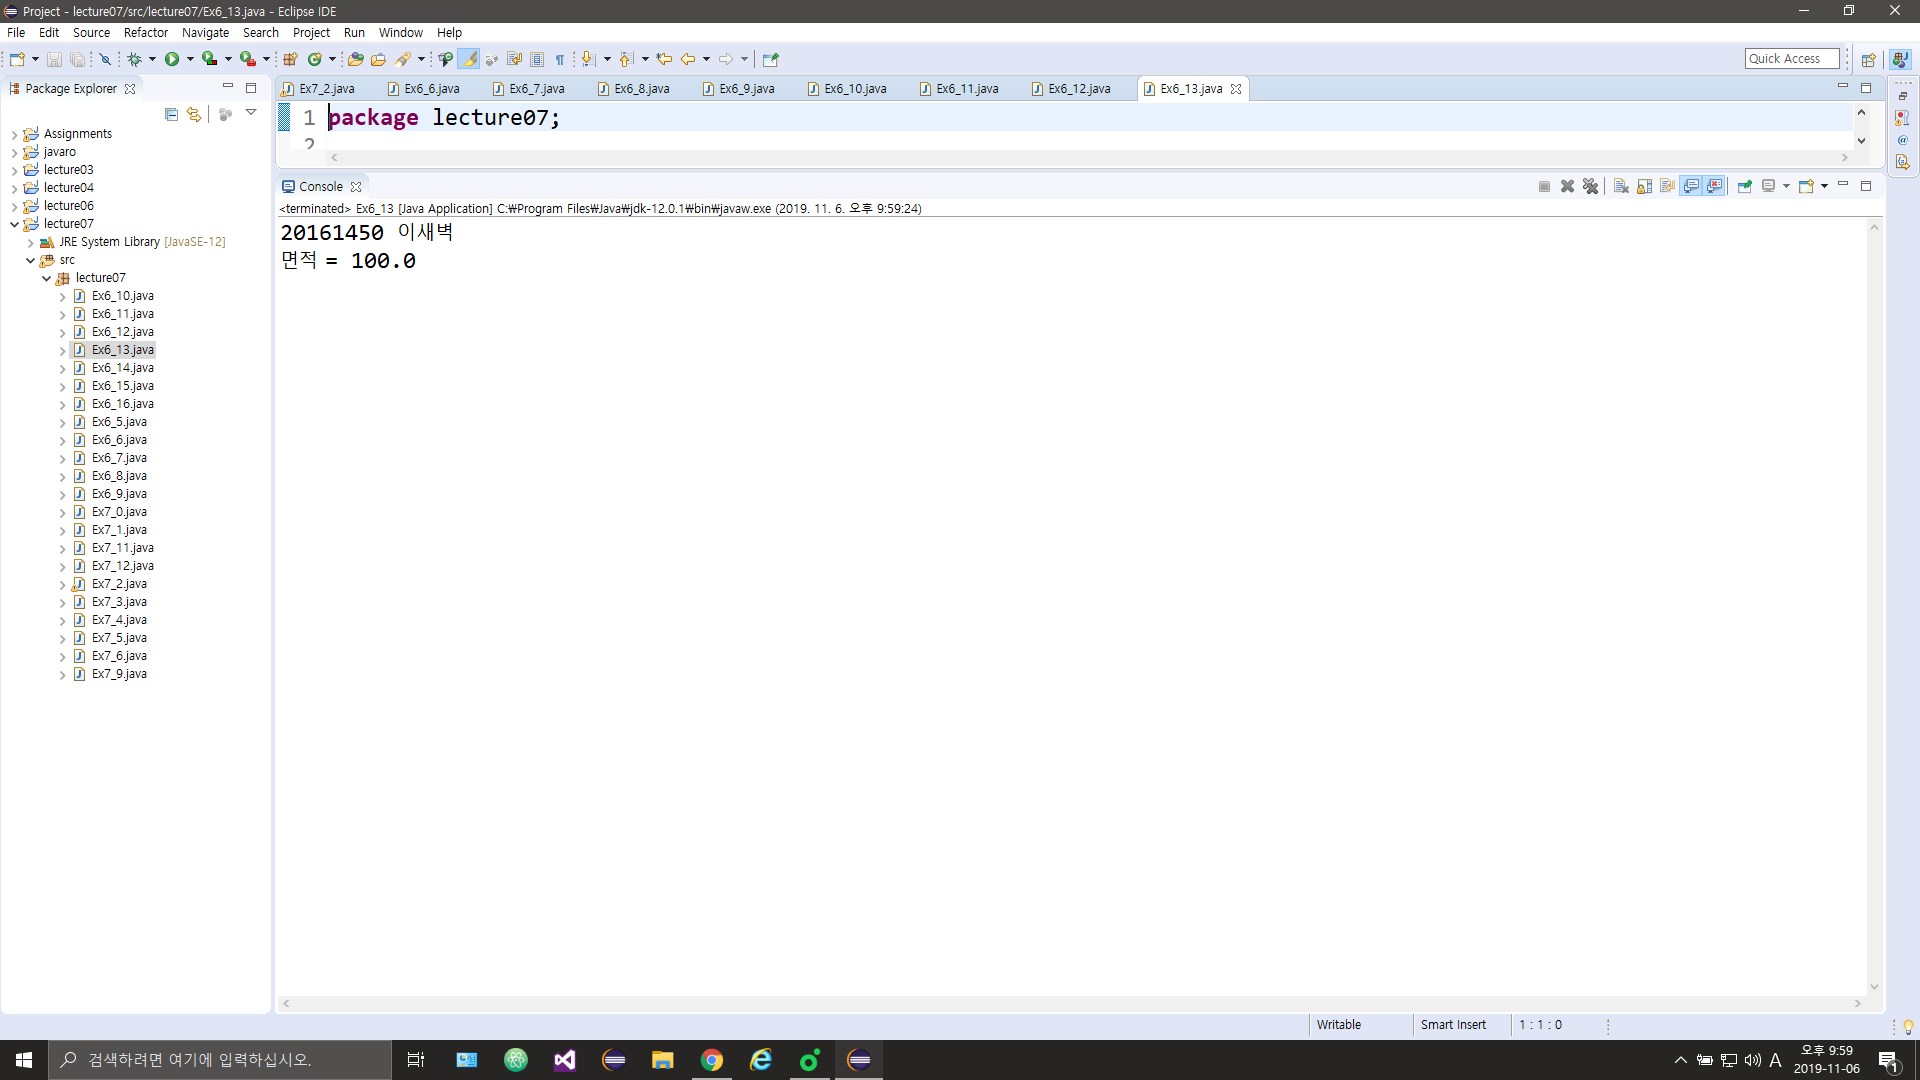 Project - lecture07/src/lecture07/Ex6_13.java - Eclipse IDE
File Edit Source Refactor Navigate Search Project Run Window Help
Quick Access
Package Explorer
Assignments
javaro
lecture03
lecture04
lecture06
lecture07
JRE System Library [JavaSE-12]
src
lecture07
Ex6_10.java
Ex6_11.java
Ex6_12.java
Ex6_13.java
Ex6_14.java
Ex6_15.java
Ex6_16.java
Ex6_5.java
Ex6_6.java
Ex6_7.java
Ex6_8.java
Ex6_9.java
Ex7_0.java
Ex7_1.java
Ex7_11.java
Ex7_12.java
Ex7_2.java
Ex7_3.java
Ex7_4.java
Ex7_5.java
Ex7_6.java
Ex7_9.java
Ex7_2.java Ex6_6.java Ex6_7.java Ex6_8.java Ex6_9.java Ex6_10.java Ex6_11.java Ex6_12.java Ex6_13.java
1 package lecture07;
2
Console
<terminated> Ex6_13 [Java Application] C:₩Program Files₩Java₩jdk-12.0.1₩bin₩javaw.exe (2019. 11. 6. 오후 9:59:24)
20161450 이새벽
면적 = 100.0
Writable Smart Insert 1 : 1 : 0
검색하려면 여기에 입력하십시오.
A
오후 9:59
2019-11-06
1